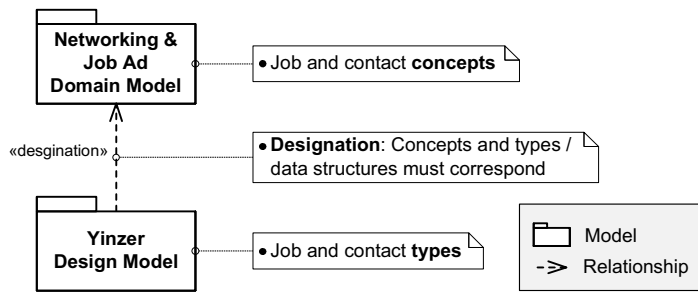 Networking &
Job Ad
Domain Model
● Job and contact concepts
«desgination»
● Designation: Concepts and types /
data structures must correspond
Yinzer
Design Model
● Job and contact types
Model
Relationship